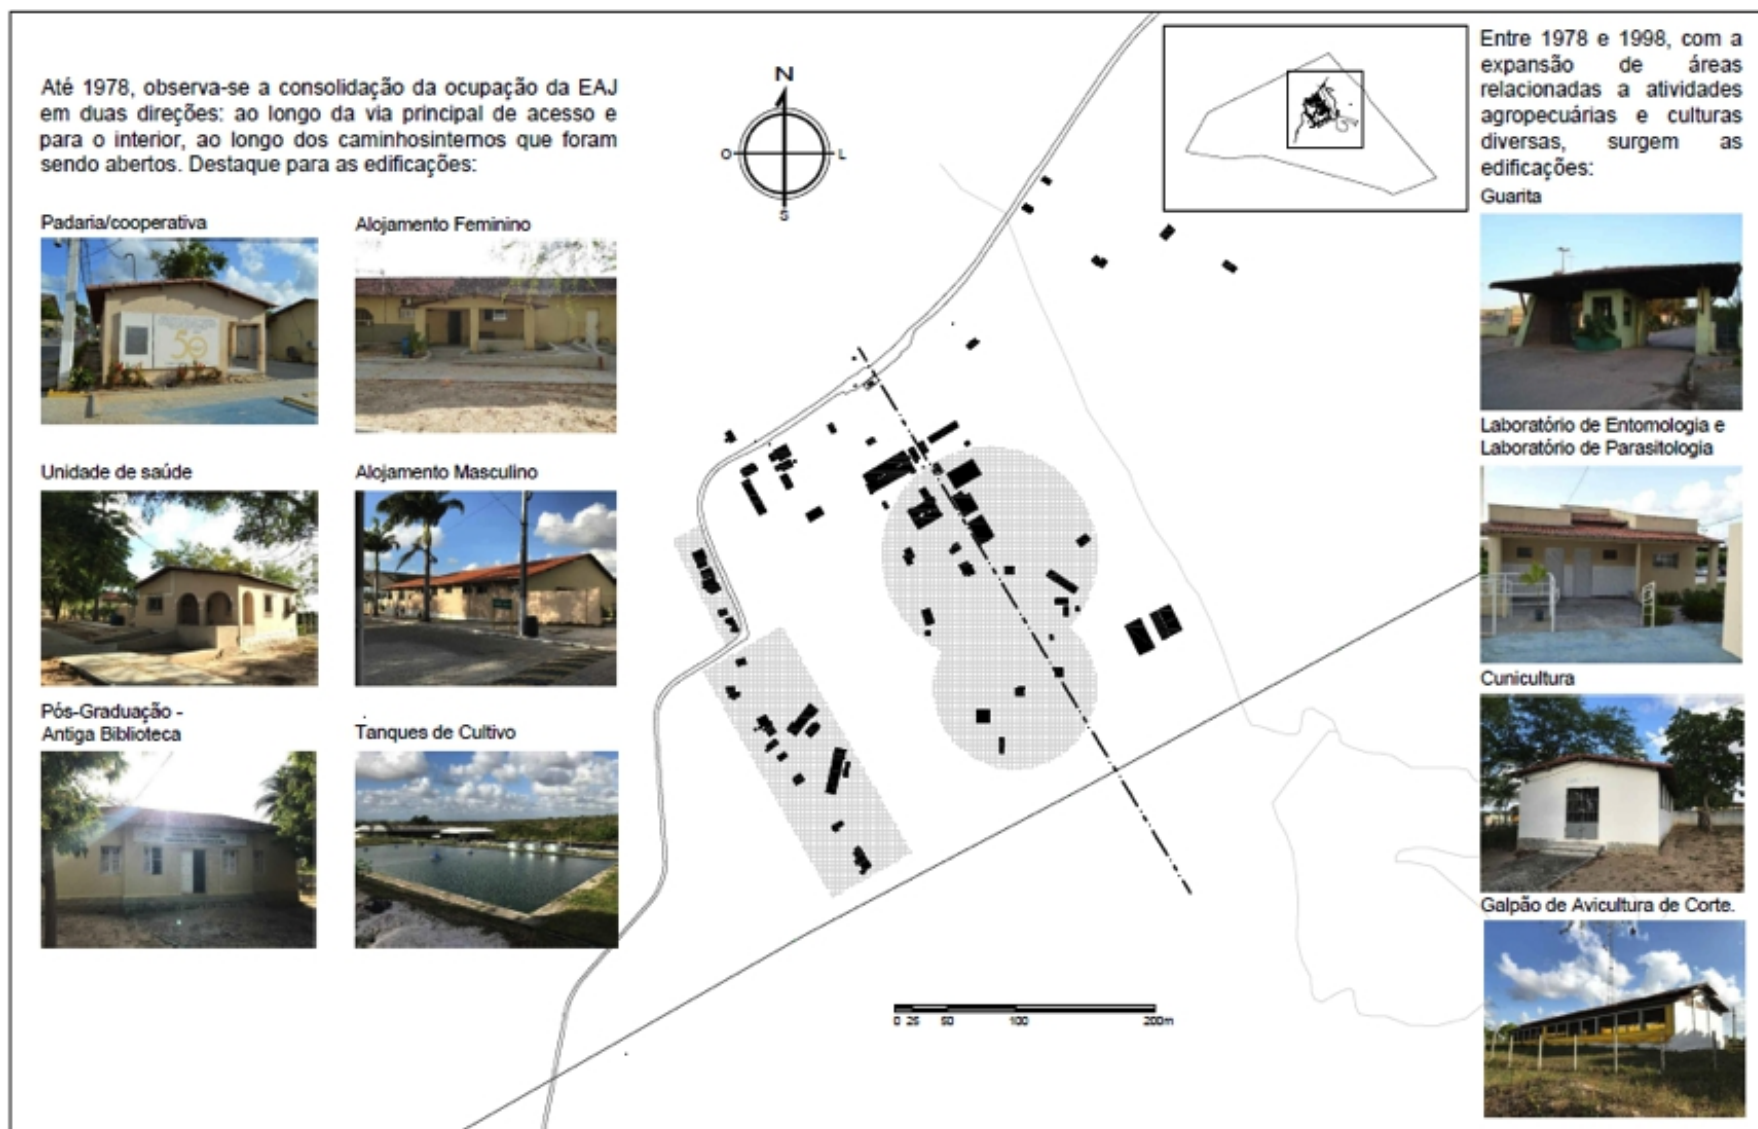 Até 1978, observa-se a consolidação da ocupação da EAJ
em duas direções: ao longo da via principal de acesso e
para o interior, ao longo dos caminhosinternos que foram
sendo abertos. Destaque para as edificações:
Padaria/cooperativa
Alojamento Feminino
50
Unidade de saúde
Alojamento Masculino
Pós-Graduação -
Antiga Biblioteca
Tanques de Cultivo
N
O
L
S
0 25 50 100 200m
Entre 1978 e 1998, com a
expansão de áreas
relacionadas a atividades
agropecuárias e culturas
diversas, surgem as
edificações:
Guarita
Laboratório de Entomologia e
Laboratório de Parasitologia
Cunicultura
Galpão de Avicultura de Corte.